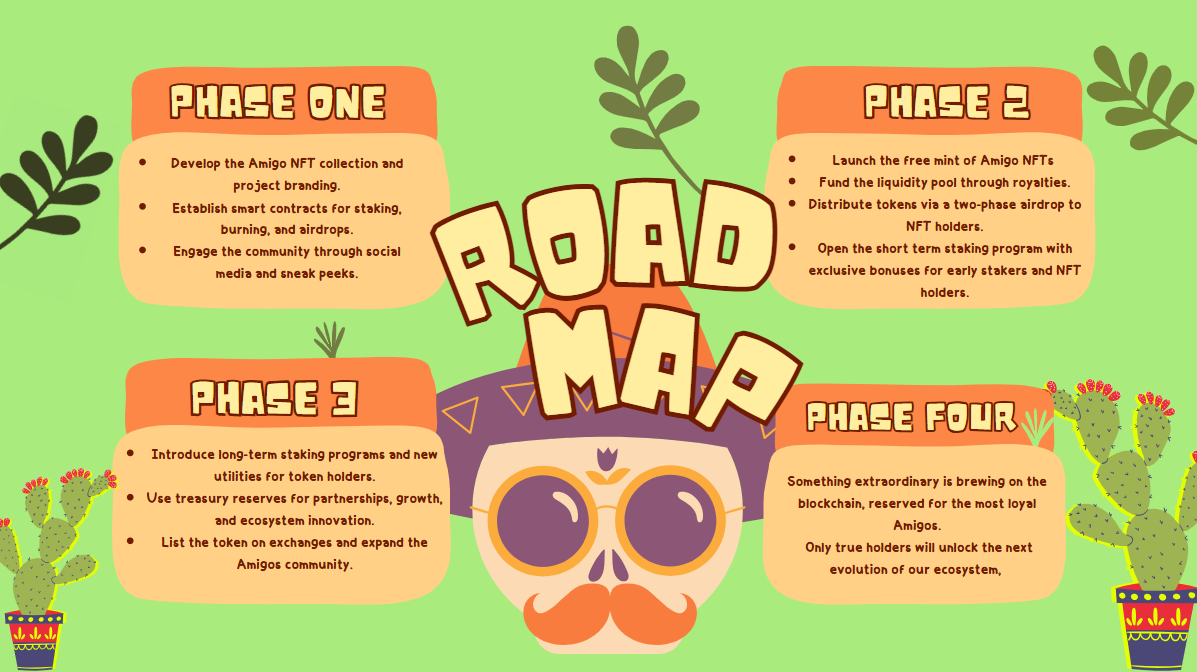 ROAD
MAP
PHASE ONE
• Develop the Amigo NFT collection and
project branding.
• Establish smart contracts for staking,
burning, and airdrops.
• Engage the community through social
media and sneak peeks.
PHASE 2
• Launch the free mint of Amigo NFTs
• Fund the liquidity pool through royalties.
• Distribute tokens via a two-phase airdrop to
NFT holders.
• Open the short term staking program with
exclusive bonuses for early stakers and NFT
holders.
PHASE 3
• Introduce long-term staking programs and new
utilities for token holders.
• Use treasury reserves for partnerships, growth,
and ecosystem innovation.
• List the token on exchanges and expand the
Amigos community.
PHASE FOUR
Something extraordinary is brewing on the
blockchain, reserved for the most loyal
Amigos.
Only true holders will unlock the next
evolution of our ecosystem,